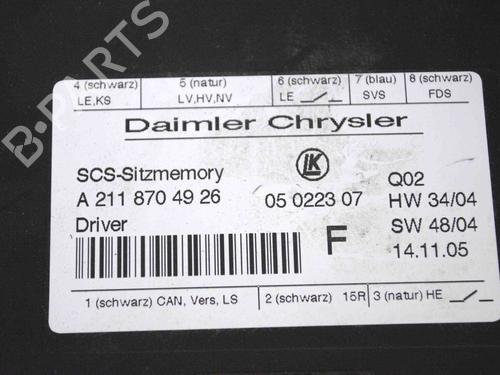 4 (schwarz) 5 (natur) 6 (schwarz) 7 (blau) 8 (schwarz)
LE,KS LV,HV,NV LE SVS FDS
Daimler Chrysler
SCS-Sitzmemory LK Q02
A 211 870 49 26 05 0223 07 HW 34/04
Driver F SW 48/04
14.11.05
1 (schwarz) CAN, Vers, LS 2 (schwarz) 15R 3 (natur) HE
B-PARTS